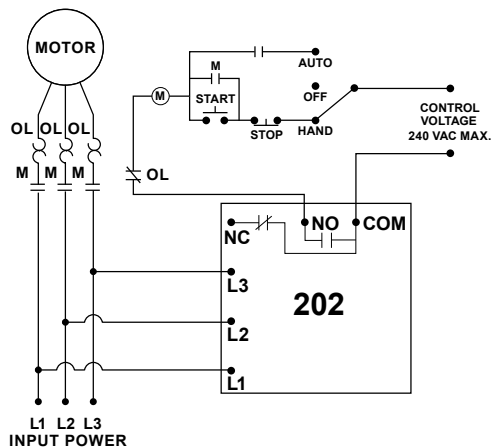 MOTOR
AUTO
M
START
M
OFF
STOP
HAND
CONTROL
VOLTAGE
240 VAC MAX.
OL OL OL
M M M
OL
NC
NO
COM
L3
202
L2
L1
L1 L2 L3
INPUT POWER